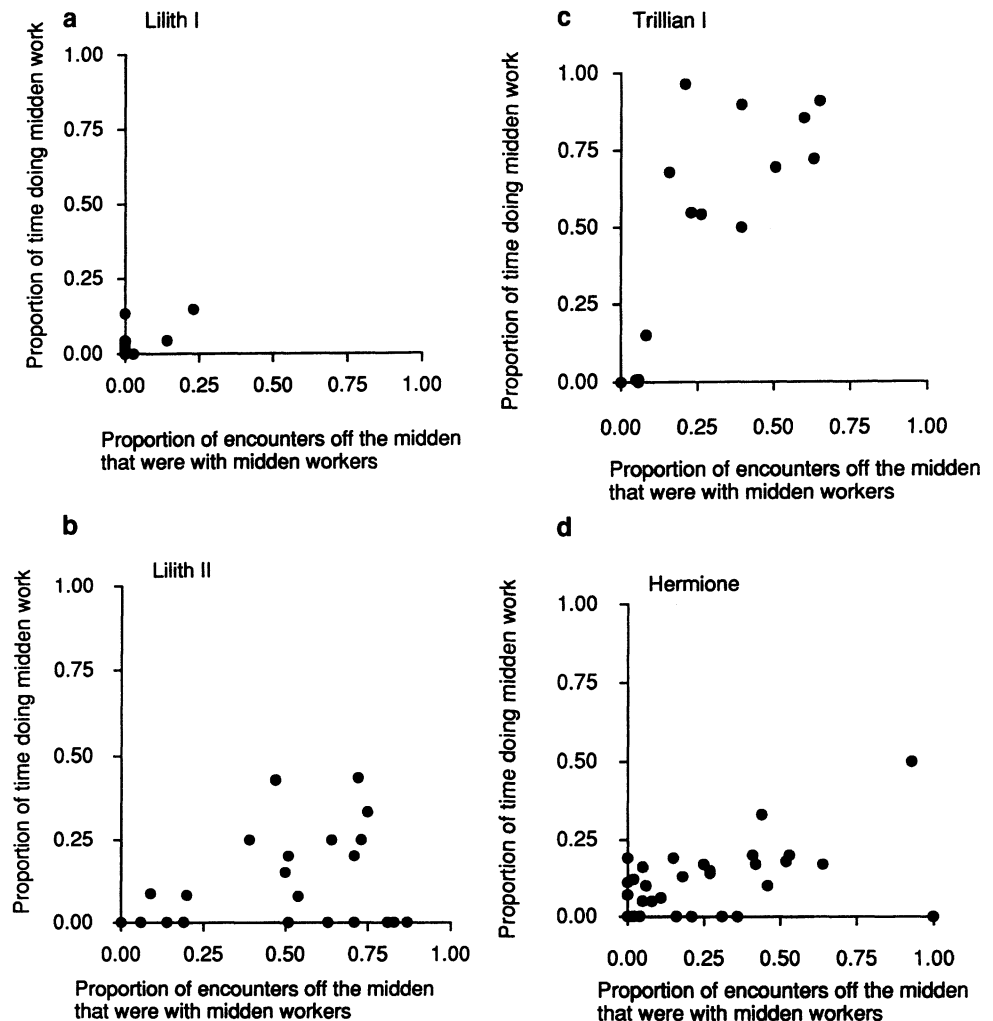 a
Lilith I
Proportion of time doing midden work
1.00
0.75
0.50
0.25
0.00
0.00 0.25 0.50 0.75 1.00
Proportion of encounters off the midden
that were with midden workers
b
Lilith II
Proportion of time doing midden work
1.00
0.75
0.50
0.25
0.00
0.00 0.25 0.50 0.75 1.00
Proportion of encounters off the midden
that were with midden workers
c
Trillian I
Proportion of time doing midden work
1.00
0.75
0.50
0.25
0.00
0.00 0.25 0.50 0.75 1.00
Proportion of encounters off the midden
that were with midden workers
d
Hermione
Proportion of time doing midden work
1.00
0.75
0.50
0.25
0.00
0.00 0.25 0.50 0.75 1.00
Proportion of encounters off the midden
that were with midden workers